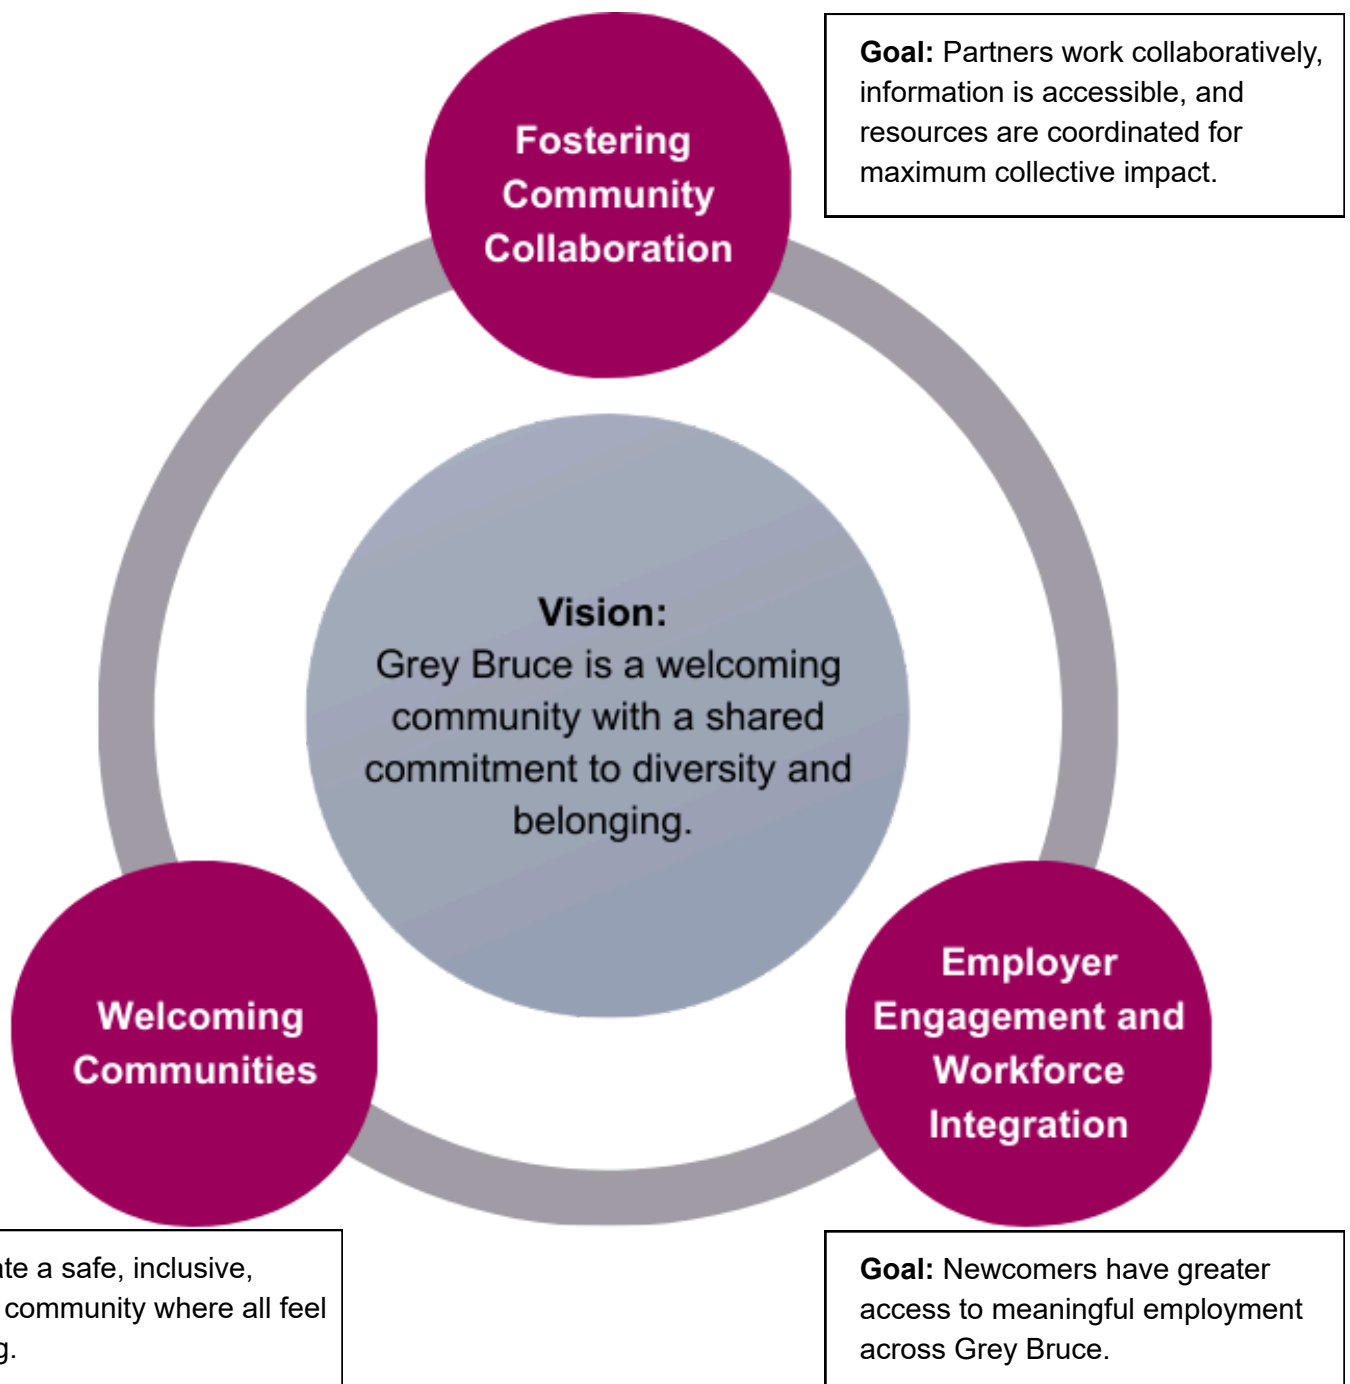 Goal: Partners work collaboratively,
information is accessible, and
resources are coordinated for
maximum collective impact.
Fostering
Community
Collaboration
Vision:
Grey Bruce is a welcoming
community with a shared
commitment to diversity and
belonging.
Welcoming
Communities
Employer
Engagement and
Workforce
Integration
a safe, inclusive,
community where all feel
Goal: Newcomers have greater
access to meaningful employment
across Grey Bruce.